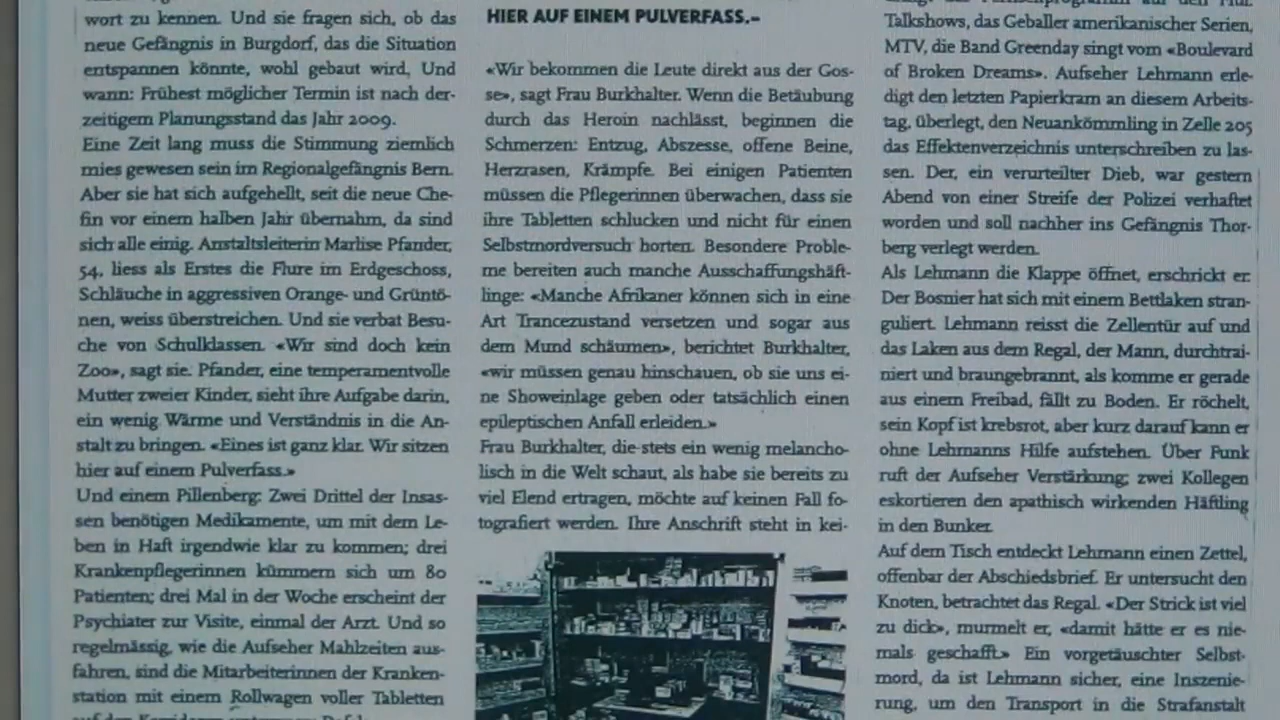 wort zu kennen. Und sie fragen sich, ob das
neue Gefängnis in Burgdorf, das die Situation
entspannen könnte, wohl gebaut wird, Und
wann: Frühest möglicher Termin ist nach der-
zeitigem Planungsstand das Jahr 2009.
Eine Zeit lang muss die Stimmung ziemlich
mies gewesen sein im Regionalgefängnis Bern.
Aber sie hat sich aufgehellt, seit die neue Che-
fin vor einem halben Jahr übernahm, da sind
sich alle einig. Anstaltsleiterin Marlise Pfander,
54, liess als Erstes die Flure im Erdgeschoss,
Schläuche in aggressiven Orange- und Grüntö-
nen, weiss überstreichen. Und sie verbat Besu-
che von Schulklassen. «Wir sind doch kein
Zoo», sagt sie. Pfander, eine temperamentvolle
Mutter zweier Kinder, sieht ihre Aufgabe darin,
ein wenig Wärme und Verständnis in die An-
stalt zu bringen. «Eines ist ganz klar. Wir sitzen
hier auf einem Pulverfass.»
Und einem Pillenberg: Zwei Drittel der Insas-
sen benötigen Medikamente, um mit dem Le-
ben in Haft irgendwie klar zu kommen; drei
Krankenpflegerinnen kümmern sich um 80
Patienten; drei Mal in der Woche erscheint der
Psychiater zur Visite, einmal der Arzt. Und so
regelmässig, wie die Aufseher Mahlzeiten aus-
fahren, sind die Mitarbeiterinnen der Kranken-
station mit einem Rollwagen voller Tabletten
HIER AUF EINEM PULVERFASS.–
«Wir bekommen die Leute direkt aus der Gos-
se», sagt Frau Burkhalter. Wenn die Betäubung
durch das Heroin nachlässt, beginnen die
Schmerzen: Entzug, Abszesse, offene Beine,
Herzrasen, Krämpfe. Bei einigen Patienten
müssen die Pflegerinnen überwachen, dass sie
ihre Tabletten schlucken und nicht für einen
Selbstmordversuch horten. Besondere Proble-
me bereiten auch manche Ausschaffungshäft-
linge: «Manche Afrikaner können sich in eine
Art Trancezustand versetzen und sogar aus
dem Mund schäumen», berichtet Burkhalter,
«wir müssen genau hinschauen, ob sie uns ei-
ne Showeinlage geben oder tatsächlich einen
epileptischen Anfall erleiden.»
Frau Burkhalter, die stets ein wenig melancho-
lisch in die Welt schaut, als habe sie bereits zu
viel Elend ertragen, möchte auf keinen Fall fo-
tografiert werden. Ihre Anschrift steht in kei-
Talkshows, das Geballer amerikanischer Serien,
MTV, die Band Greenday singt vom «Boulevard
of Broken Dreams». Aufseher Lehmann erle-
digt den letzten Papierkram an diesem Arbeits-
tag, überlegt, den Neuankömmling in Zelle 205
das Effektenverzeichnis unterschreiben zu las-
sen. Der, ein verurteilter Dieb, war gestern
Abend von einer Streife der Polizei verhaftet
worden und soll nachher ins Gefängnis Thor-
berg verlegt werden.
Als Lehmann die Klappe öffnet, erschrickt er.
Der Bosnier hat sich mit einem Bettlaken stran-
guliert. Lehmann reisst die Zellentür auf und
das Laken aus dem Regal, der Mann, durchtrai-
niert und braungebrannt, als komme er gerade
aus einem Freibad, fällt zu Boden. Er röchelt,
sein Kopf ist krebsrot, aber kurz darauf kann er
ohne Lehmanns Hilfe aufstehen. Über Funk
ruft der Aufseher Verstärkung; zwei Kollegen
eskortieren den apathisch wirkenden Häftling
in den Bunker.
Auf dem Tisch entdeckt Lehmann einen Zettel,
offenbar der Abschiedsbrief. Er untersucht den
Knoten, betrachtet das Regal. «Der Strick ist viel
zu dick», murmelt er, «damit hätte er es nie-
mals geschafft.» Ein vorgetäuschter Selbst-
mord, da ist Lehmann sicher, eine Inszenie-
rung, um den Transport in die Strafanstalt